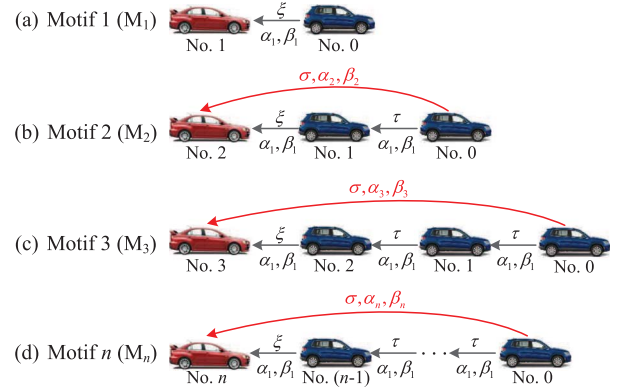 (a) Motif 1 (M₁)
ξ
α₁,β₁
No. 1
No. 0
σ,α₂,β₂
(b) Motif 2 (M₂)
ξ
τ
α₁,β₁
α₁,β₁
No. 2
No. 1
No. 0
σ,α₃,β₃
(c) Motif 3 (M₃)
ξ
τ
τ
α₁,β₁
α₁,β₁
α₁,β₁
No. 3
No. 2
No. 1
No. 0
σ,αₙ,βₙ
(d) Motif n (Mₙ)
ξ
τ
τ
···
α₁,β₁
α₁,β₁
α₁,β₁
No. n
No. (n-1)
No. 0